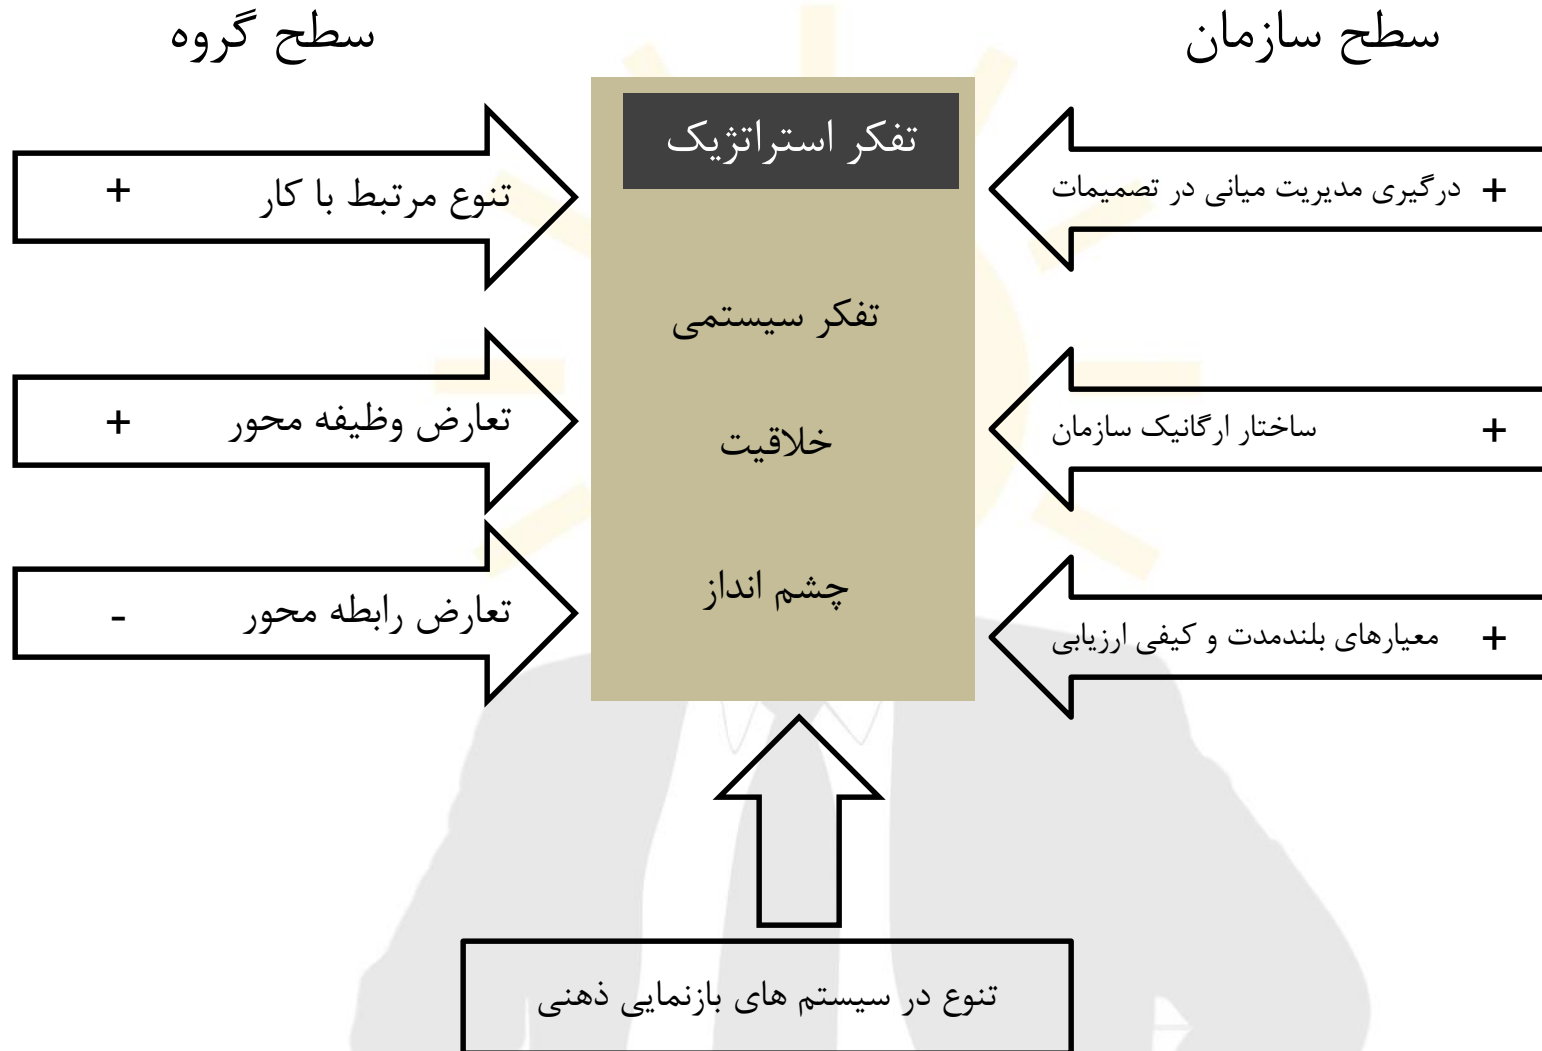 سطح سازمان
سطح گروه
تفکر استراتژیک
+ درگیری مدیریت میانی در تصمیمات
تنوع مرتبط با کار +
تفکر سیستمی
+ ساختار ارگانیک سازمان
خلاقیت
تعارض وظیفه محور +
+ معیارهای بلندمدت و کیفی ارزیابی
چشم انداز
تعارض رابطه محور -
تنوع در سیستم های بازنمایی ذهنی